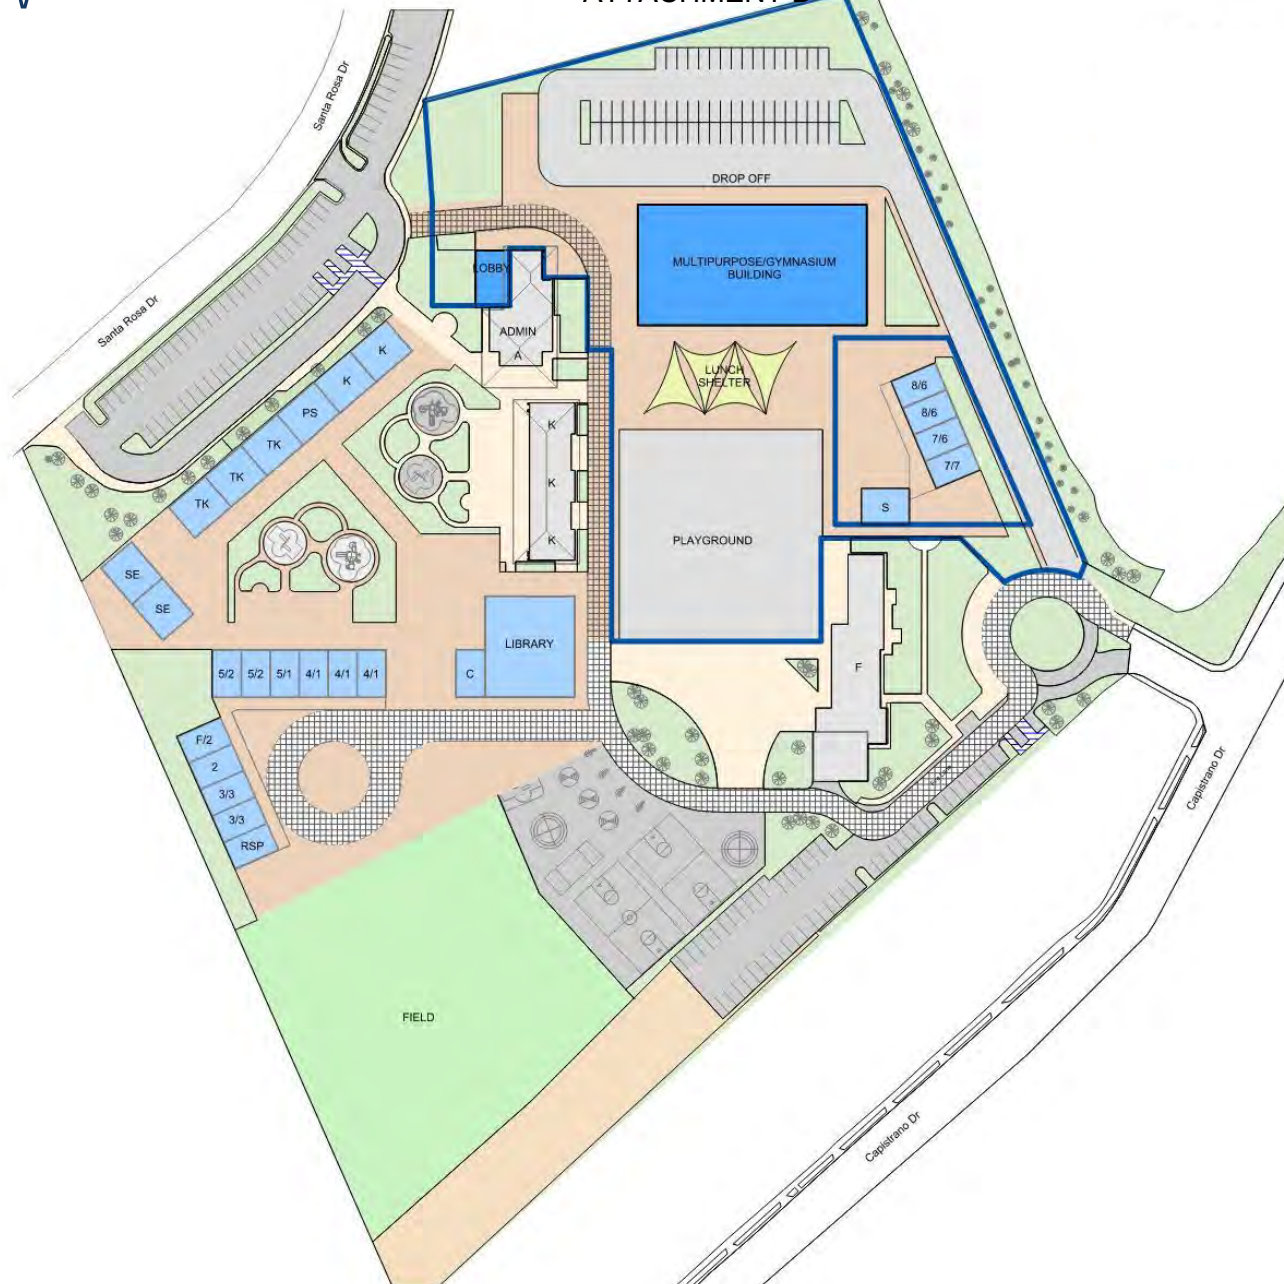 Santa Rosa Dr
DROP OFF
MULTIPURPOSE/GYMNASIUM
BUILDING
LOBBY
Santa Rosa Dr
ADMIN
A
K
K
PS
TK
TK
TK
LUNCH
SHELTER
8/6
8/6
7/6
7/7
S
K
K
K
PLAYGROUND
SE
SE
LIBRARY
C
5/2
5/2
5/1
4/1
4/1
4/1
F
F/2
2
3/3
3/3
RSP
Capistrano Dr
FIELD
Capistrano Dr